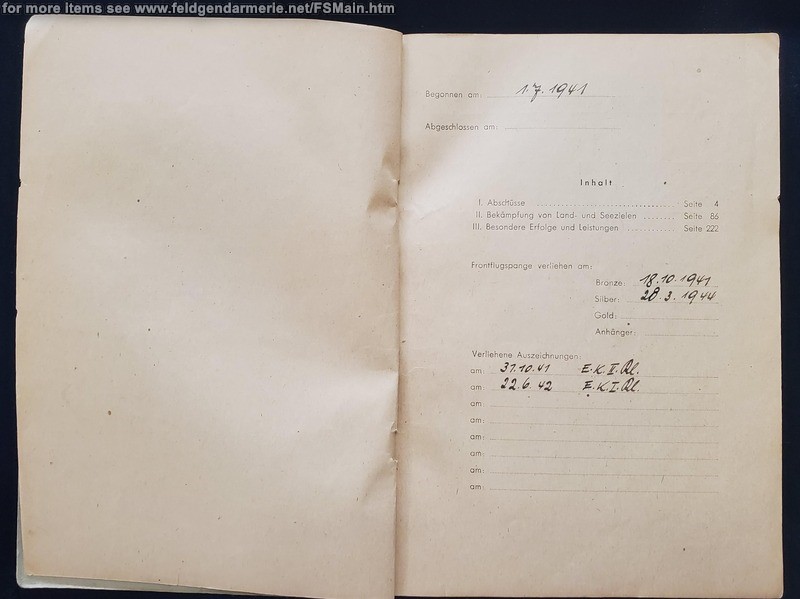 for more items see www.feldgendarmerie.net/FSMain.htm
Begonnen am: 1.7.1941
Abgeschlossen am:
Inhalt
I. Abschüsse Seite 4
II. Bekämpfung von Land- und Seezielen Seite 86
III. Besondere Erfolge und Leistungen Seite 222
Frontflugspange verliehen am:
Bronze: 18.10.1941
Silber: 28.3.1944
Gold:
Anhänger:
Verliehene Auszeichnungen:
am: 31.10.41 E.K.II.Kl.
am: 22.6.42 E.K.I.Kl.
am:
am:
am:
am:
am:
am: